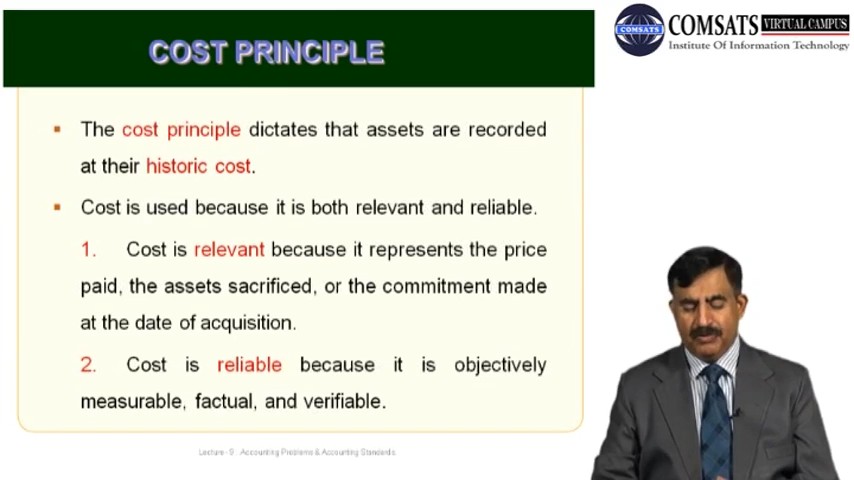 COST PRINCIPLE
COMSATS
COMSATS VIRTUAL CAMPUS
Institute Of Information Technology
▪ The cost principle dictates that assets are recorded
at their historic cost.
▪ Cost is used because it is both relevant and reliable.
1. Cost is relevant because it represents the price
paid, the assets sacrificed, or the commitment made
at the date of acquisition.
2. Cost is reliable because it is objectively
measurable, factual, and verifiable.
Lecture - 9 : Accounting Problems & Accounting Standards